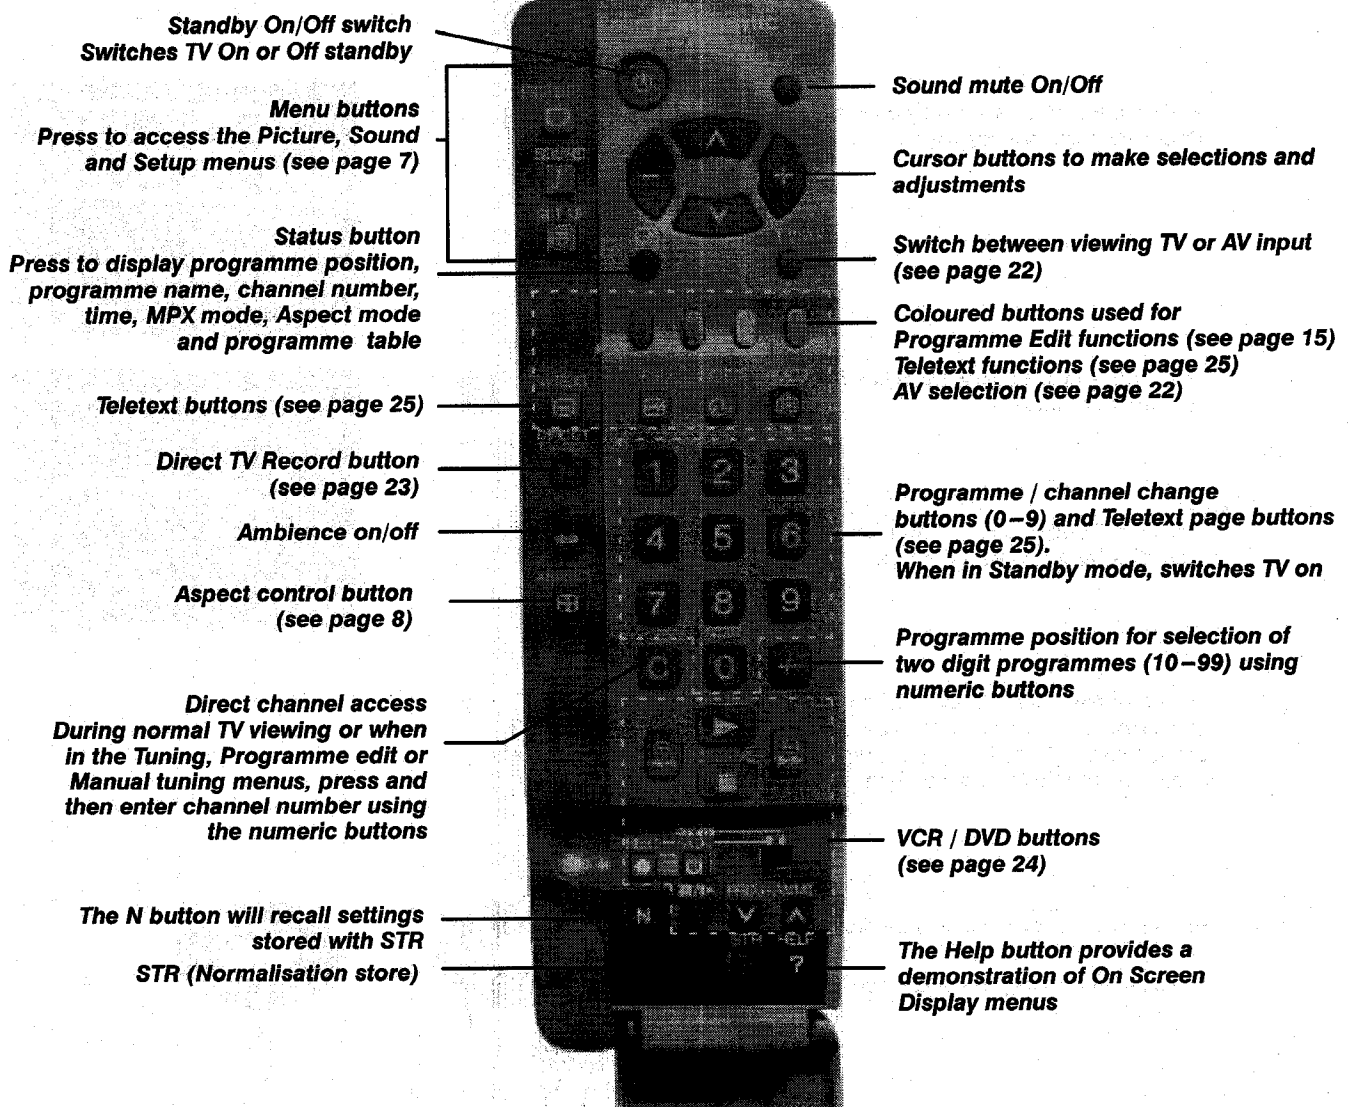 Standby On/Off switch
Switches TV On or Off standby
Menu buttons
Press to access the Picture, Sound
and Setup menus (see page 7)
Status button
Press to display programme position,
programme name, channel number,
time, MPX mode, Aspect mode
and programme table
Teletext buttons (see page 25)
Direct TV Record button
(see page 23)
Ambience on/off
Aspect control button
(see page 8)
Direct channel access
During normal TV viewing or when
in the Tuning, Programme edit or
Manual tuning menus, press and
then enter channel number using
the numeric buttons
The N button will recall settings
stored with STR
STR (Normalisation store)
1 2 3
4 5 6
7 8 9
C 0
N
?
Sound mute On/Off
Cursor buttons to make selections and
adjustments
Switch between viewing TV or AV input
(see page 22)
Coloured buttons used for
Programme Edit functions (see page 15)
Teletext functions (see page 25)
AV selection (see page 22)
Programme / channel change
buttons (0–9) and Teletext page buttons
(see page 25).
When in Standby mode, switches TV on
Programme position for selection of
two digit programmes (10–99) using
numeric buttons
VCR / DVD buttons
(see page 24)
The Help button provides a
demonstration of On Screen
Display menus